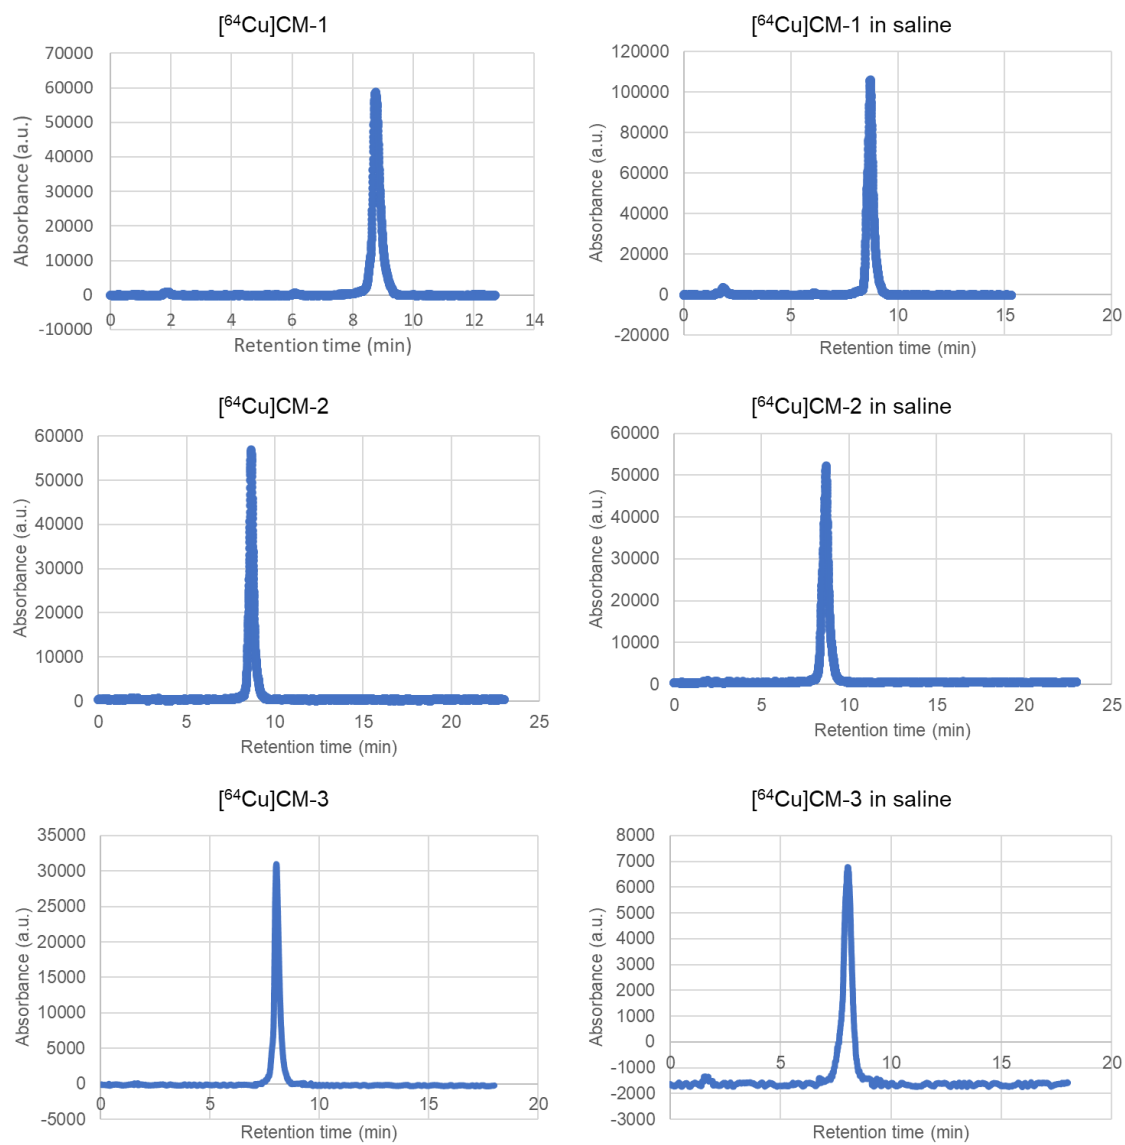 [⁶⁴Cu]CM-1
70000
60000
50000
40000
30000
20000
10000
0
-10000
0 2 4 6 8 10 12 14
Absorbance (a.u.)
Retention time (min)
[⁶⁴Cu]CM-1 in saline
120000
100000
80000
60000
40000
20000
0
-20000
0 5 10 15 20
Absorbance (a.u.)
Retention time (min)
[⁶⁴Cu]CM-2
60000
50000
40000
30000
20000
10000
0
0 5 10 15 20 25
Absorbance (a.u.)
Retention time (min)
[⁶⁴Cu]CM-2 in saline
60000
50000
40000
30000
20000
10000
0
0 5 10 15 20 25
Absorbance (a.u.)
Retention time (min)
[⁶⁴Cu]CM-3
35000
30000
25000
20000
15000
10000
5000
0
-5000
0 5 10 15 20
Absorbance (a.u.)
Retention time (min)
[⁶⁴Cu]CM-3 in saline
8000
7000
6000
5000
4000
3000
2000
1000
0
-1000
-2000
-3000
0 5 10 15 20
Absorbance (a.u.)
Retention time (min)